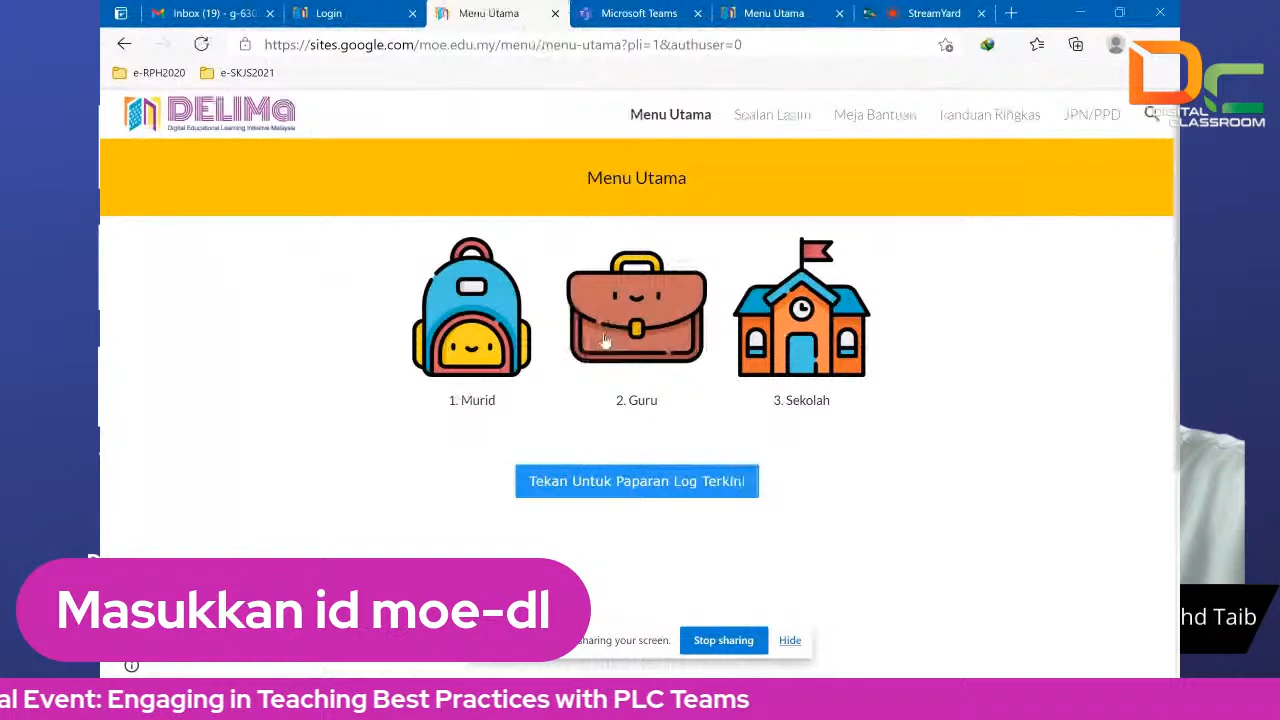 Inbox (19) - g-630
Login
Menu Utama
Microsoft Teams
Menu Utama
StreamYard
https://sites.google.com/moe.edu.my/menu/menu-utama?pli=1&authuser=0
e-RPH2020
e-SKJS2021
DELIMa
Digital Educational Learning Initiative Malaysia
Menu Utama
Soalan Lazim
Meja Bantuan
Panduan Ringkas
JPN/PPD
DC
DIGITAL
CLASSROOM
Menu Utama
1. Murid
2. Guru
3. Sekolah
Tekan Untuk Paparan Log Terkini
Masukkan id moe-dl
sharing your screen.
Stop sharing
Hide
hd Taib
al Event: Engaging in Teaching Best Practices with PLC Teams